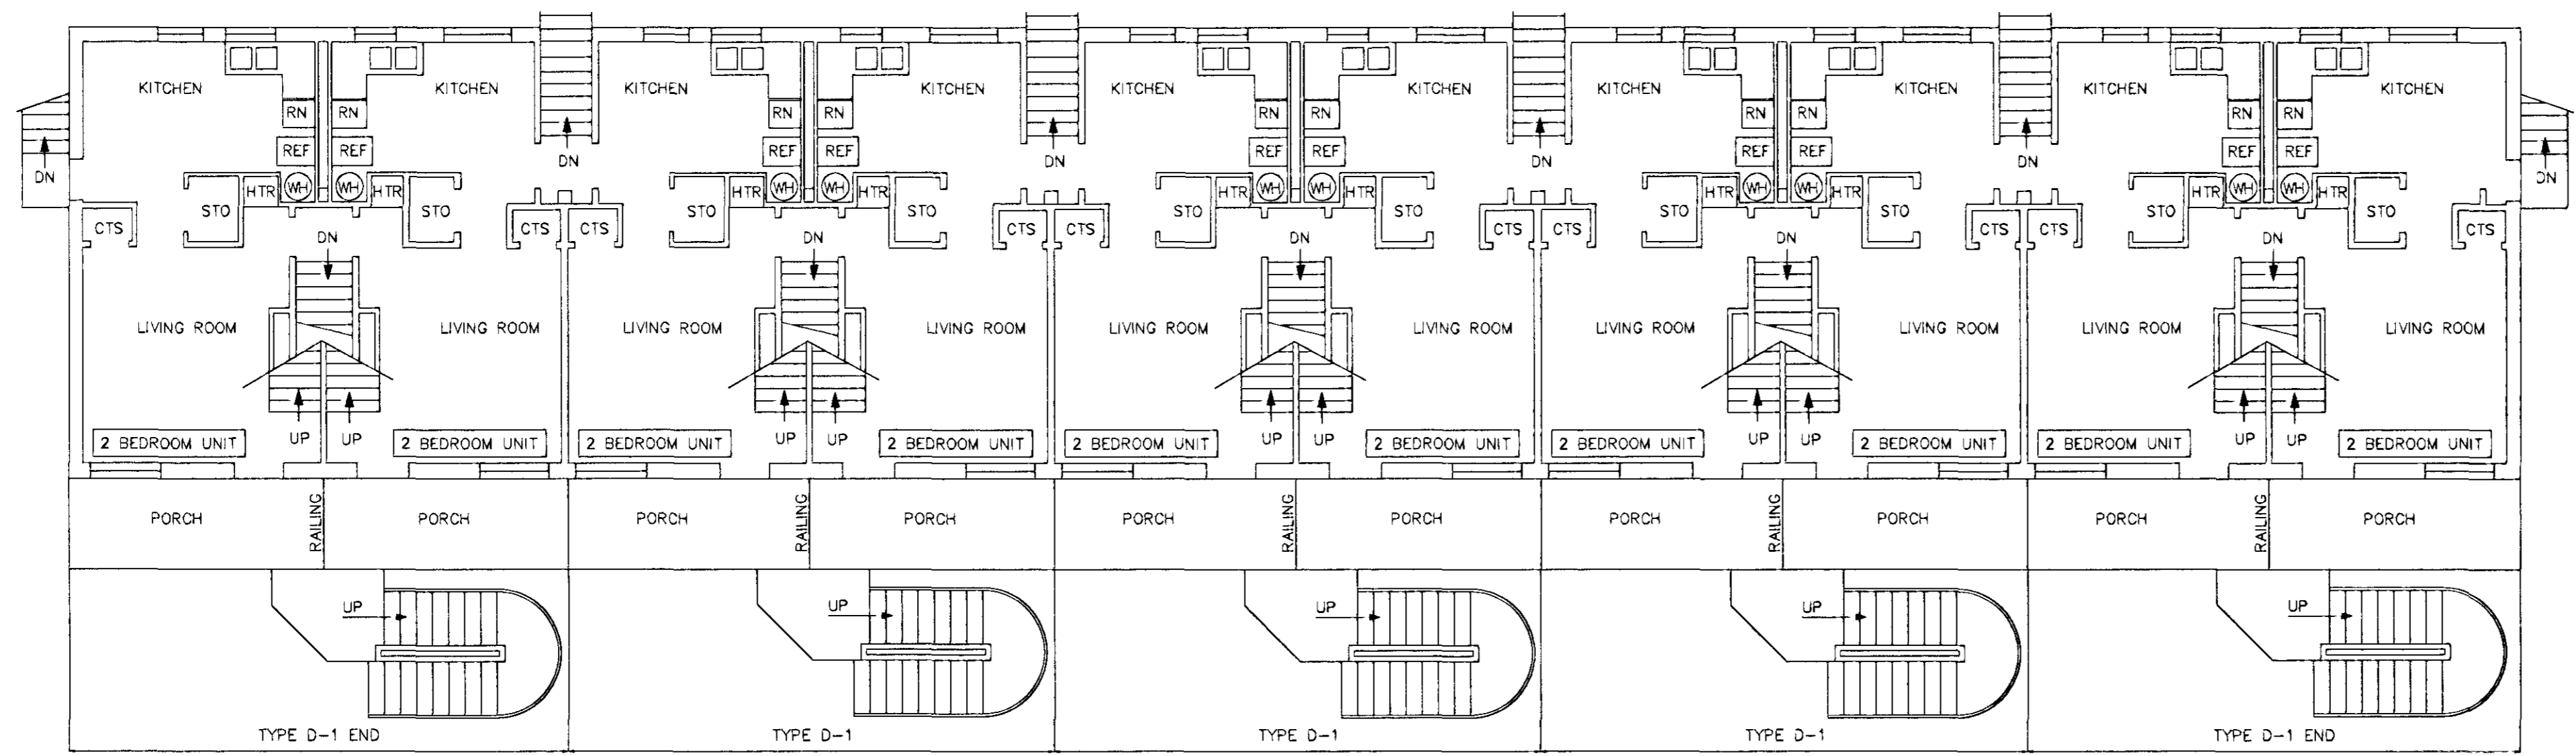 KITCHEN KITCHEN KITCHEN KITCHEN KITCHEN KITCHEN KITCHEN KITCHEN KITCHEN KITCHEN
RN RN RN RN RN RN RN RN RN RN
REF REF REF REF REF REF REF REF REF REF
DN DN DN DN DN DN
HTR WH WH HTR HTR WH WH HTR HTR WH WH HTR HTR WH WH HTR HTR WH WH HTR
STO STO STO STO STO STO STO STO STO STO
CTS CTS CTS CTS CTS CTS CTS CTS CTS CTS
DN DN DN DN DN
LIVING ROOM LIVING ROOM LIVING ROOM LIVING ROOM LIVING ROOM LIVING ROOM LIVING ROOM LIVING ROOM LIVING ROOM LIVING ROOM
2 BEDROOM UNIT UP UP 2 BEDROOM UNIT 2 BEDROOM UNIT UP UP 2 BEDROOM UNIT 2 BEDROOM UNIT UP UP 2 BEDROOM UNIT 2 BEDROOM UNIT UP UP 2 BEDROOM UNIT 2 BEDROOM UNIT UP UP 2 BEDROOM UNIT
PORCH RAILING PORCH PORCH RAILING PORCH PORCH RAILING PORCH PORCH RAILING PORCH PORCH RAILING PORCH
UP UP UP UP UP
TYPE D-1 END TYPE D-1 TYPE D-1 TYPE D-1 TYPE D-1 END